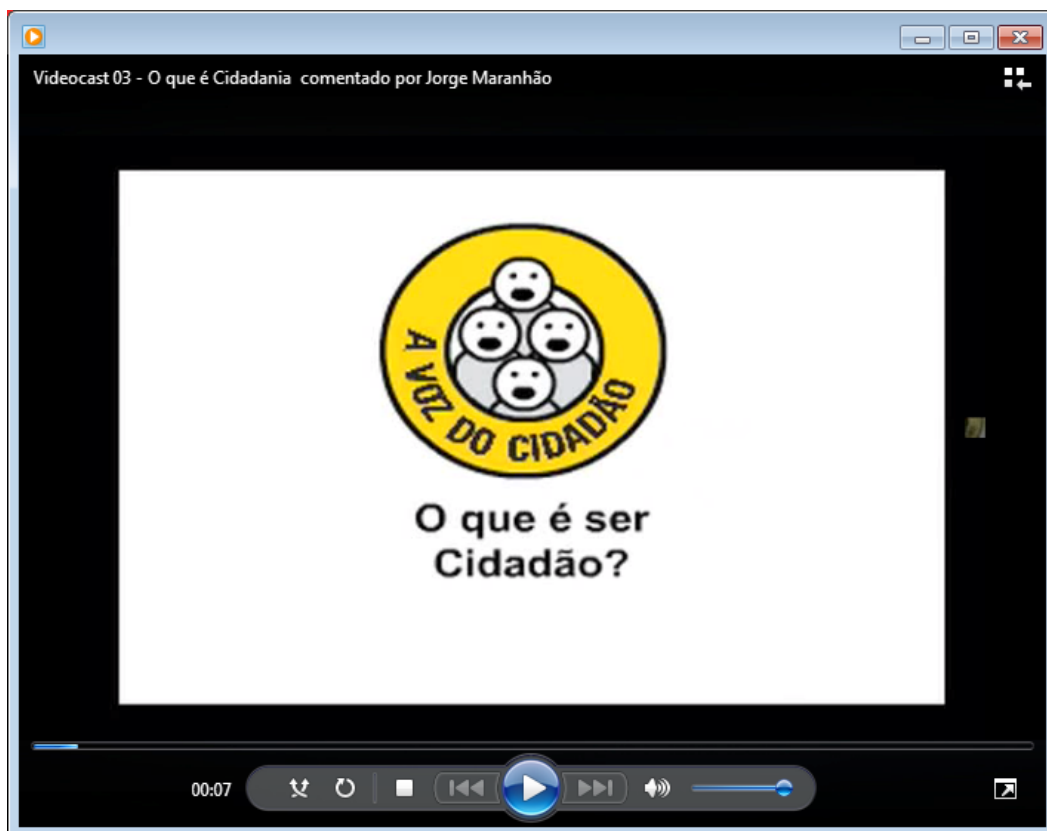 Videocast 03 - O que é Cidadania  comentado por Jorge Maranhão
A VOZ DO CIDADÃO
O que é ser
Cidadão?
00:07